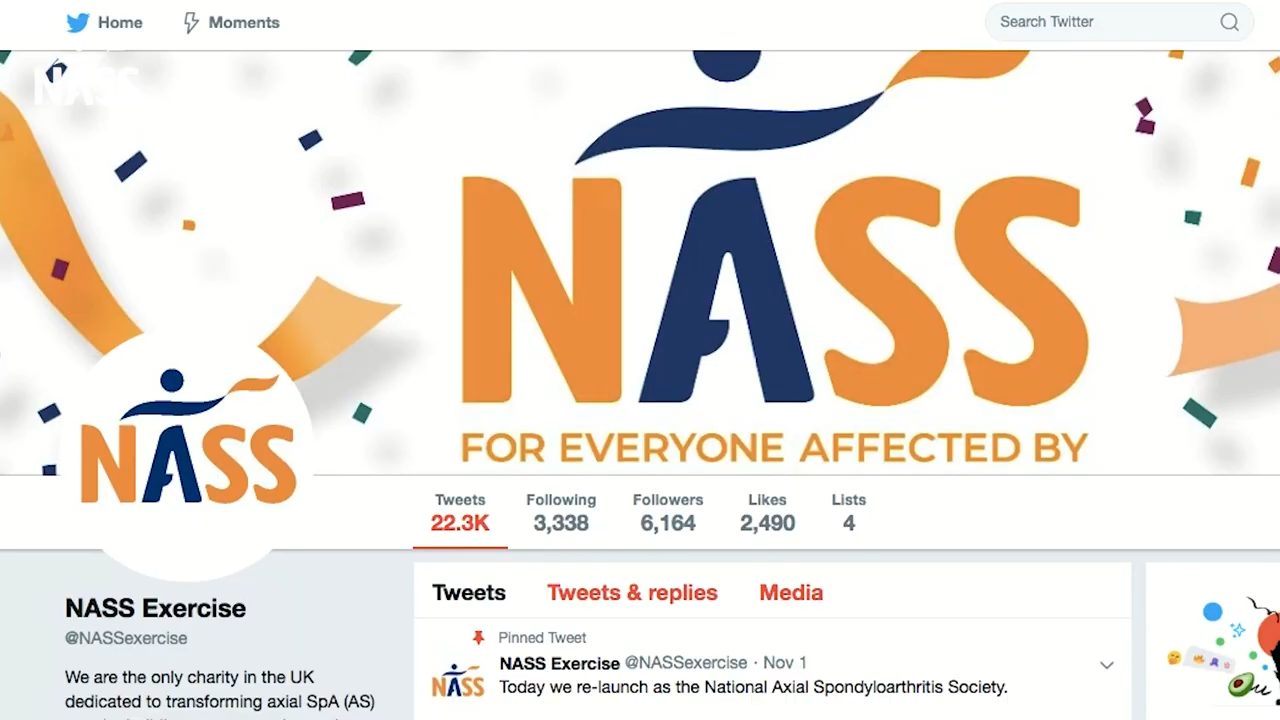 Home
Moments
Search Twitter
NASS
NASS
FOR EVERYONE AFFECTED BY
NASS
Tweets
Following
Followers
Likes
Lists
22.3K
3,338
6,164
2,490
4
NASS Exercise
@NASSexercise
We are the only charity in the UK
dedicated to transforming axial SpA (AS)
Tweets
Tweets & replies
Media
Pinned Tweet
NASS Exercise @NASSexercise · Nov 1
NASS
Today we re-launch as the National Axial Spondyloarthritis Society.